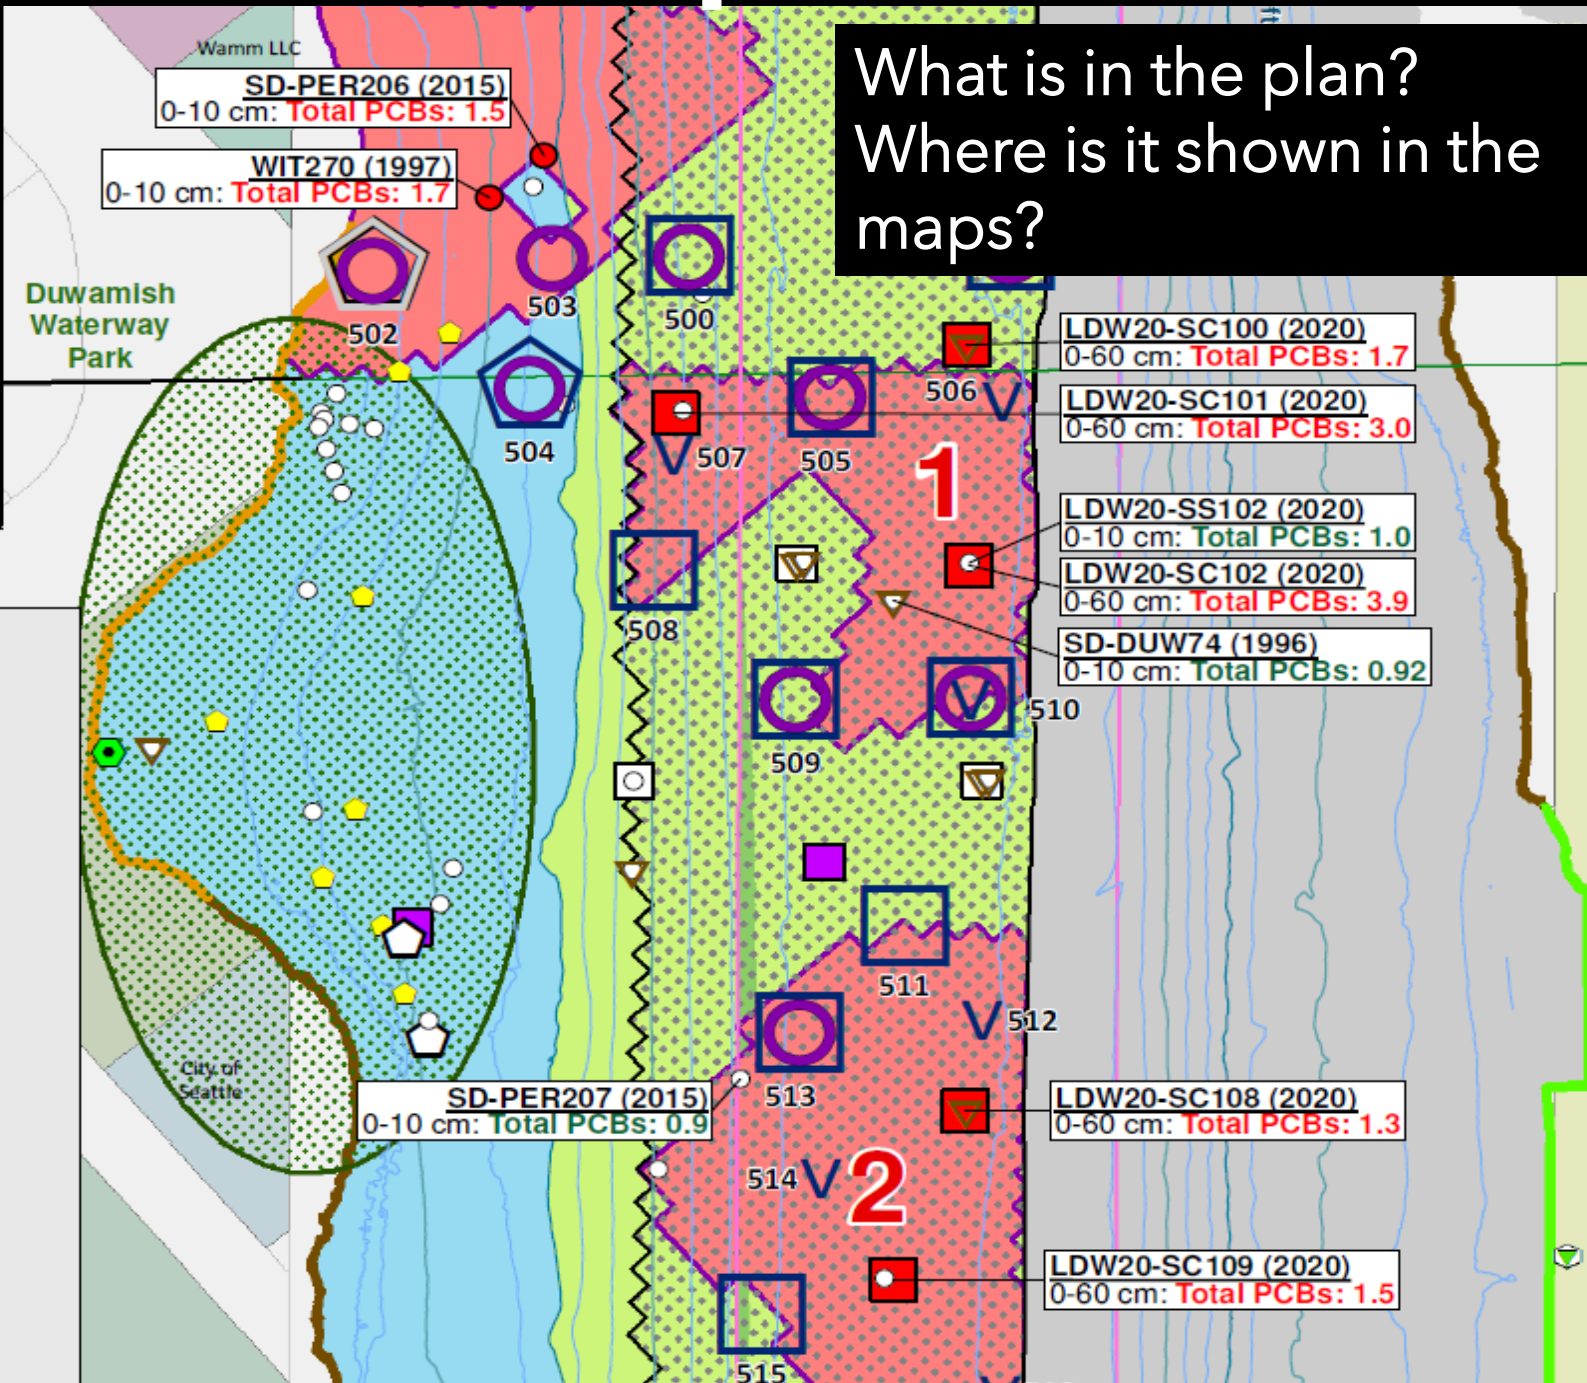 ft
What is in the plan?
Where is it shown in the
maps?
Wamm LLC
SD-PER206 (2015)
0-10 cm: Total PCBs: 1.5
WIT270 (1997)
0-10 cm: Total PCBs: 1.7
Duwamish
Waterway
Park
502
503
500
504
LDW20-SC100 (2020)
0-60 cm: Total PCBs: 1.7
506
V
LDW20-SC101 (2020)
0-60 cm: Total PCBs: 3.0
V
507
505
1
LDW20-SS102 (2020)
0-10 cm: Total PCBs: 1.0
LDW20-SC102 (2020)
0-60 cm: Total PCBs: 3.9
508
SD-DUW74 (1996)
0-10 cm: Total PCBs: 0.92
V
510
509
511
V
512
City of
Seattle
SD-PER207 (2015)
0-10 cm: Total PCBs: 0.9
513
LDW20-SC108 (2020)
0-60 cm: Total PCBs: 1.3
514
V
2
LDW20-SC109 (2020)
0-60 cm: Total PCBs: 1.5
515